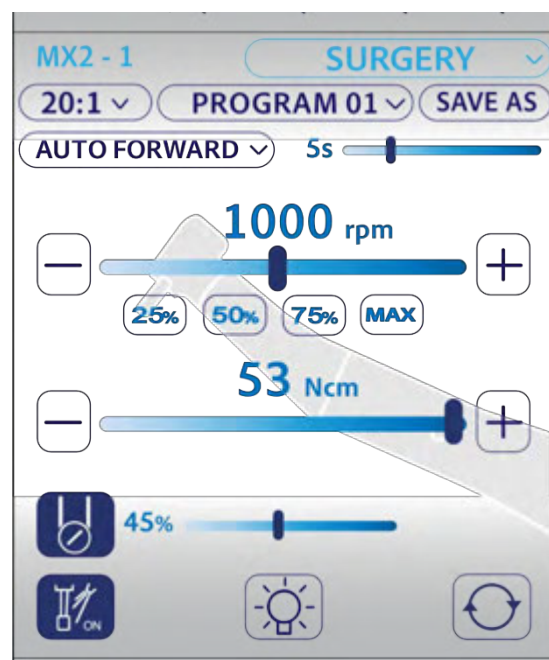 MX2 - 1 SURGERY
20:1 PROGRAM 01 SAVE AS
AUTO FORWARD 5s
1000 rpm
25% 50% 75% MAX
53 Ncm
45%
ON